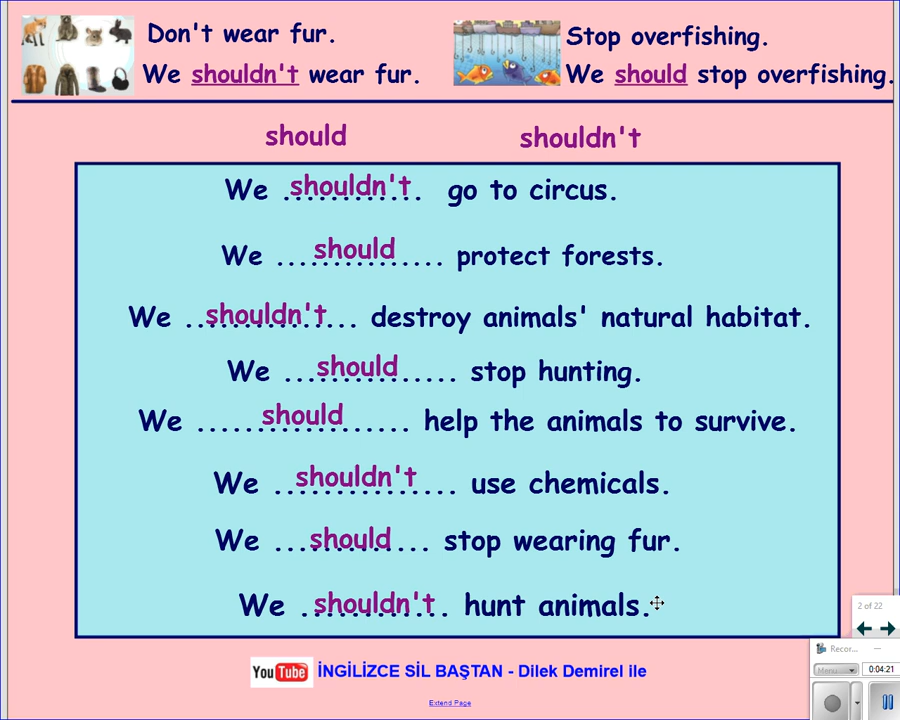 Don't wear fur.
We shouldn't wear fur.
Stop overfishing.
We should stop overfishing.
should shouldn't
We shouldn't go to circus.
We should protect forests.
We shouldn't destroy animals' natural habitat.
We should stop hunting.
We should help the animals to survive.
We shouldn't use chemicals.
We should stop wearing fur.
We shouldn't hunt animals.
2 of 22
Recor...
Menu
0:04:21
YouTube İNGİLİZCE SİL BAŞTAN - Dilek Demirel ile
Extend Page